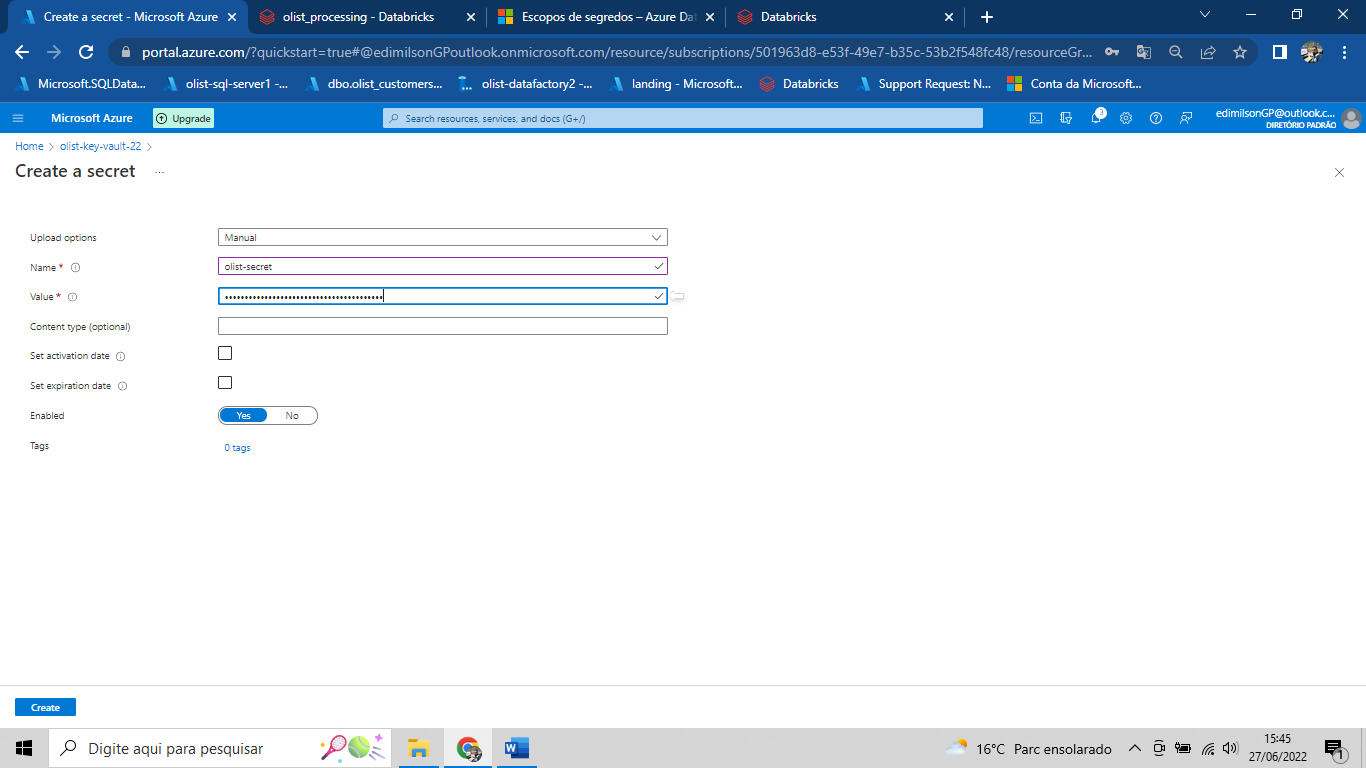 Create a secret - Microsoft Azure
olist_processing - Databricks
Escopos de segredos – Azure Da
Databricks
portal.azure.com/?quickstart=true#@edimilsonGPoutlook.onmicrosoft.com/resource/subscriptions/501963d8-e53f-49e7-b35c-53b2f548fc48/resourceGr...
Microsoft.SQLData...
olist-sql-server1 -...
dbo.olist_customers...
olist-datafactory2 -...
landing - Microsoft...
Databricks
Support Request: N...
Conta da Microsoft...
Microsoft Azure
Upgrade
Search resources, services, and docs (G+/)
3
edimilsonGP@outlook.c...
DIRETÓRIO PADRÃO
Home > olist-key-vault-22 >
Create a secret ...
Upload options
Manual
Name *
olist-secret
Value *
Content type (optional)
Set activation date
Set expiration date
Enabled
Yes No
Tags
0 tags
Create
Digite aqui para pesquisar
16°C Parc ensolarado
15:45
27/06/2022
1